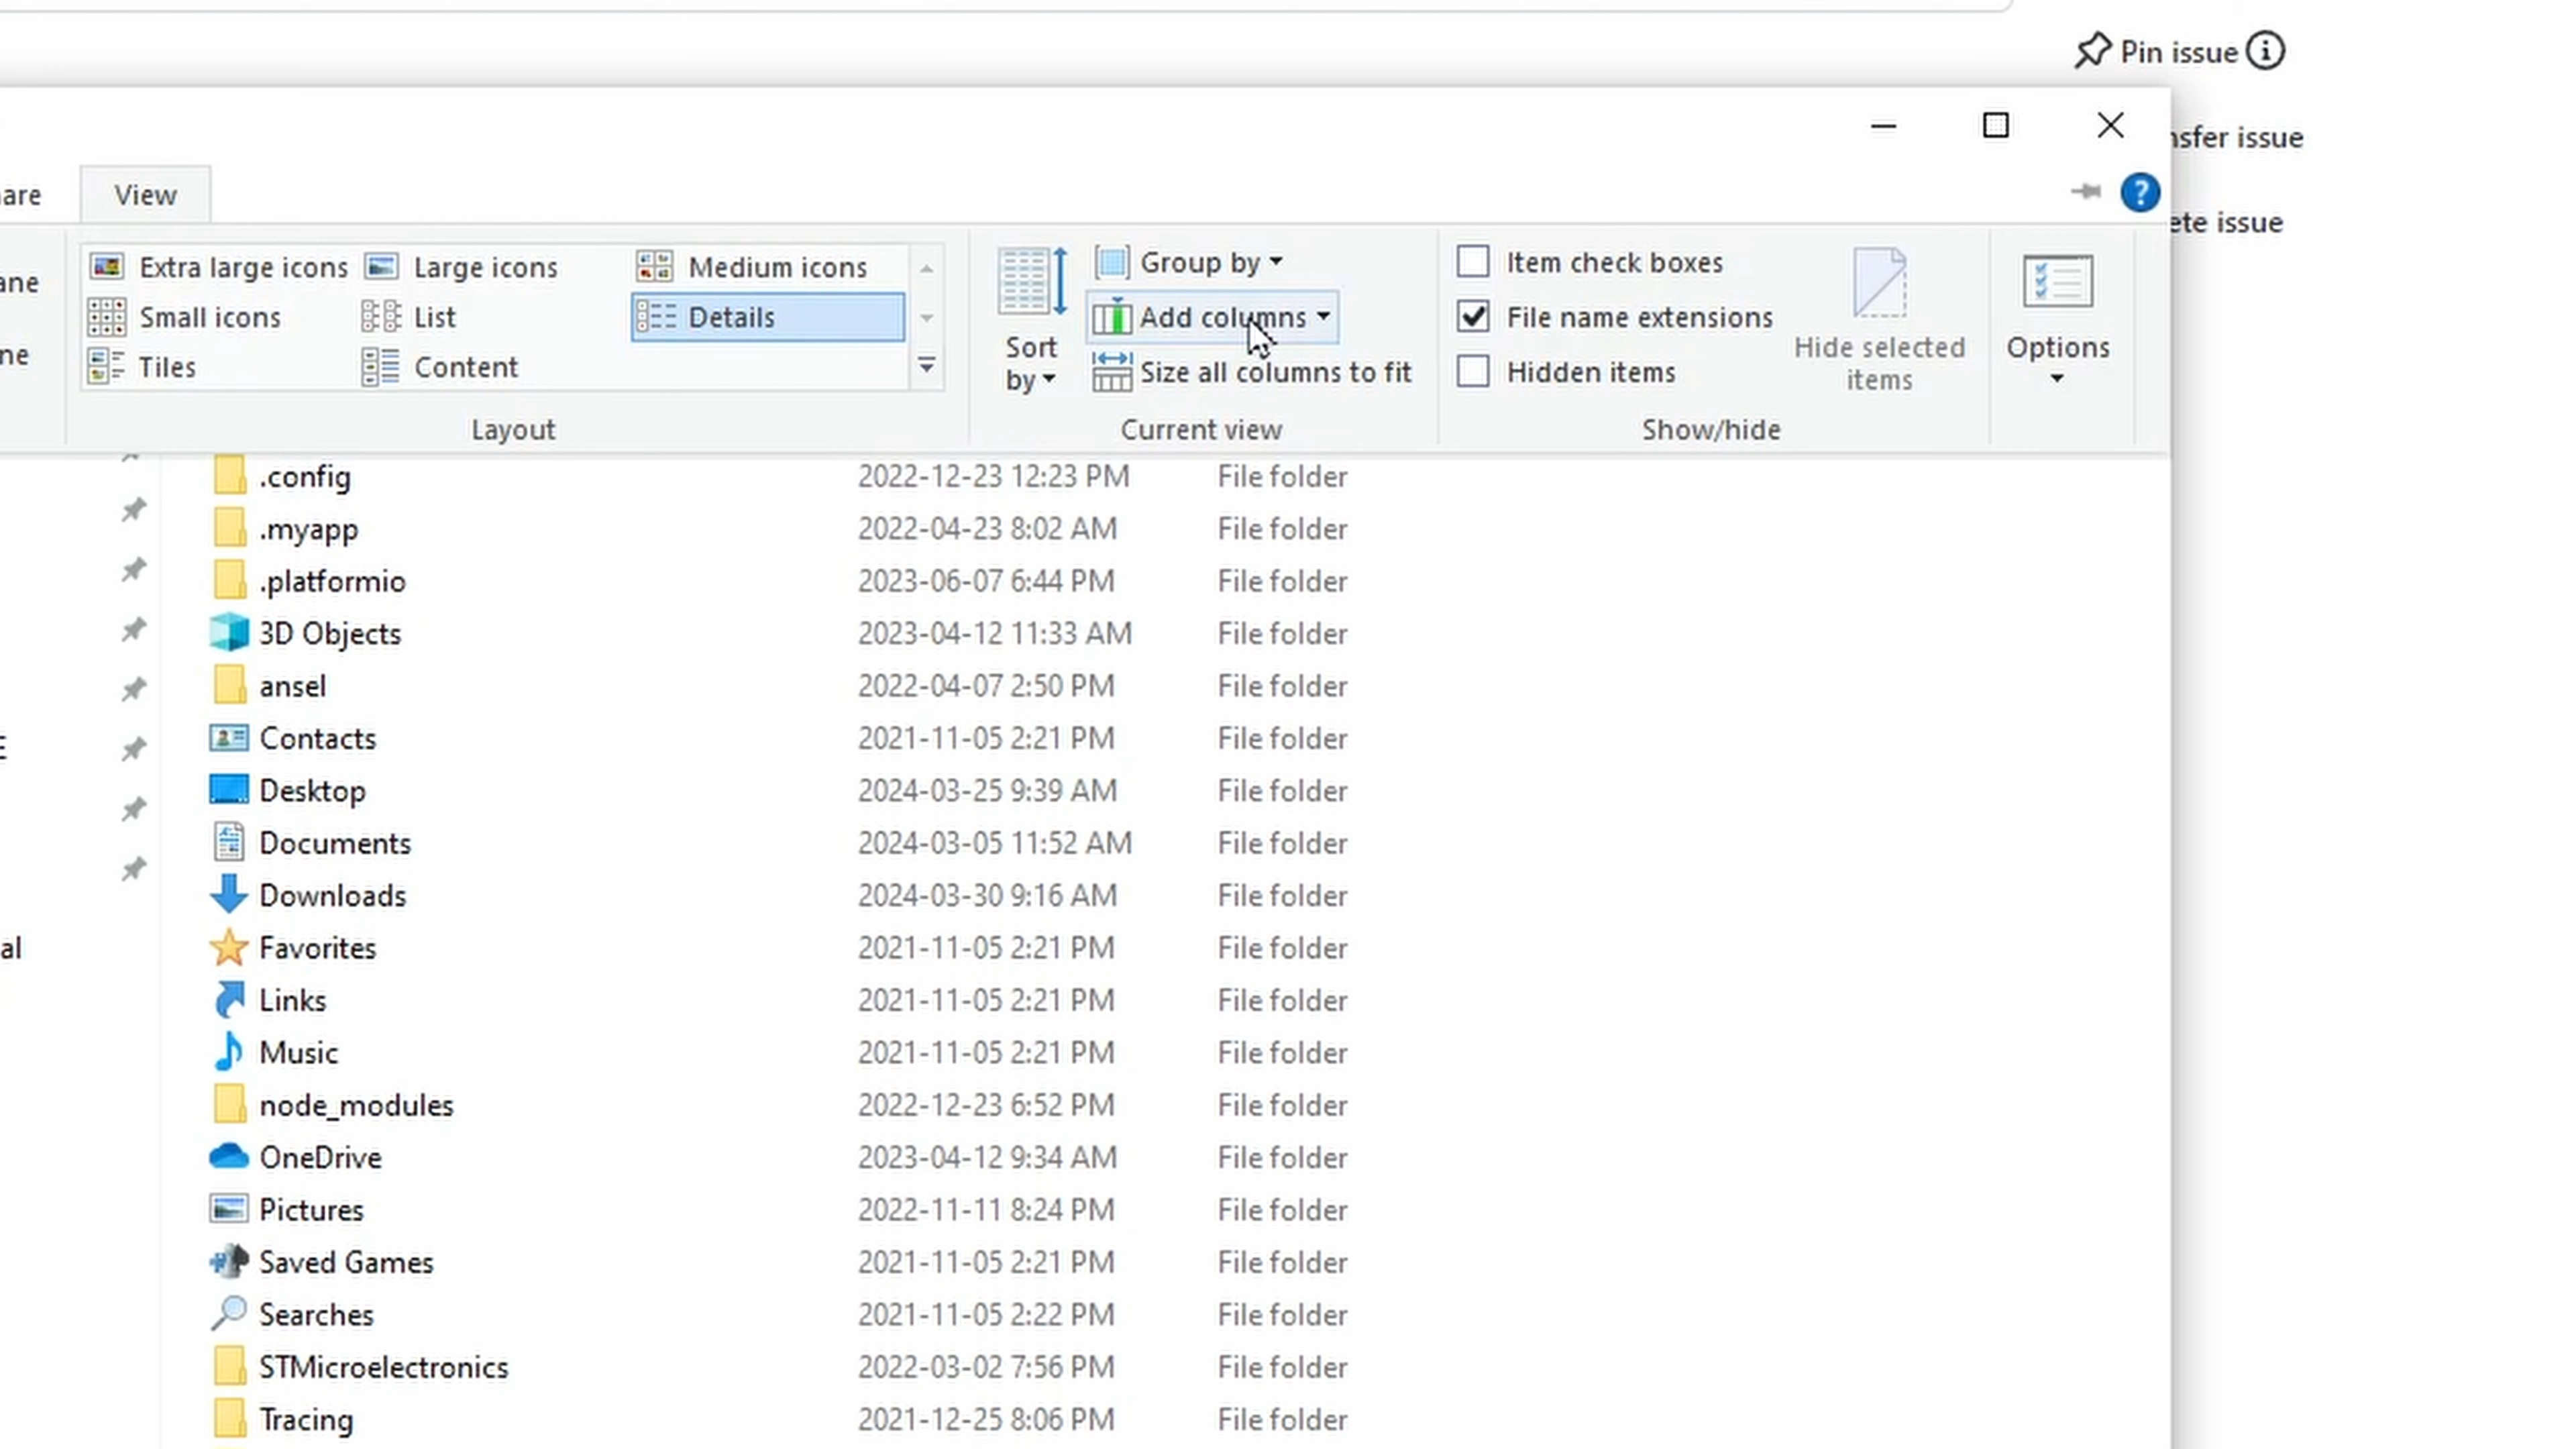 Pin issue
nsfer issue
ete issue
are
View
ane
ne
Extra large icons
Large icons
Medium icons
Small icons
List
Details
Tiles
Content
Layout
Sort by
Group by
Add columns
Size all columns to fit
Current view
Item check boxes
File name extensions
Hidden items
Hide selected items
Show/hide
Options
.config 2022-12-23 12:23 PM File folder
.myapp 2022-04-23 8:02 AM File folder
.platformio 2023-06-07 6:44 PM File folder
3D Objects 2023-04-12 11:33 AM File folder
ansel 2022-04-07 2:50 PM File folder
Contacts 2021-11-05 2:21 PM File folder
Desktop 2024-03-25 9:39 AM File folder
Documents 2024-03-05 11:52 AM File folder
Downloads 2024-03-30 9:16 AM File folder
al
Favorites 2021-11-05 2:21 PM File folder
Links 2021-11-05 2:21 PM File folder
Music 2021-11-05 2:21 PM File folder
node_modules 2022-12-23 6:52 PM File folder
OneDrive 2023-04-12 9:34 AM File folder
Pictures 2022-11-11 8:24 PM File folder
Saved Games 2021-11-05 2:21 PM File folder
Searches 2021-11-05 2:22 PM File folder
STMicroelectronics 2022-03-02 7:56 PM File folder
Tracing 2021-12-25 8:06 PM File folder